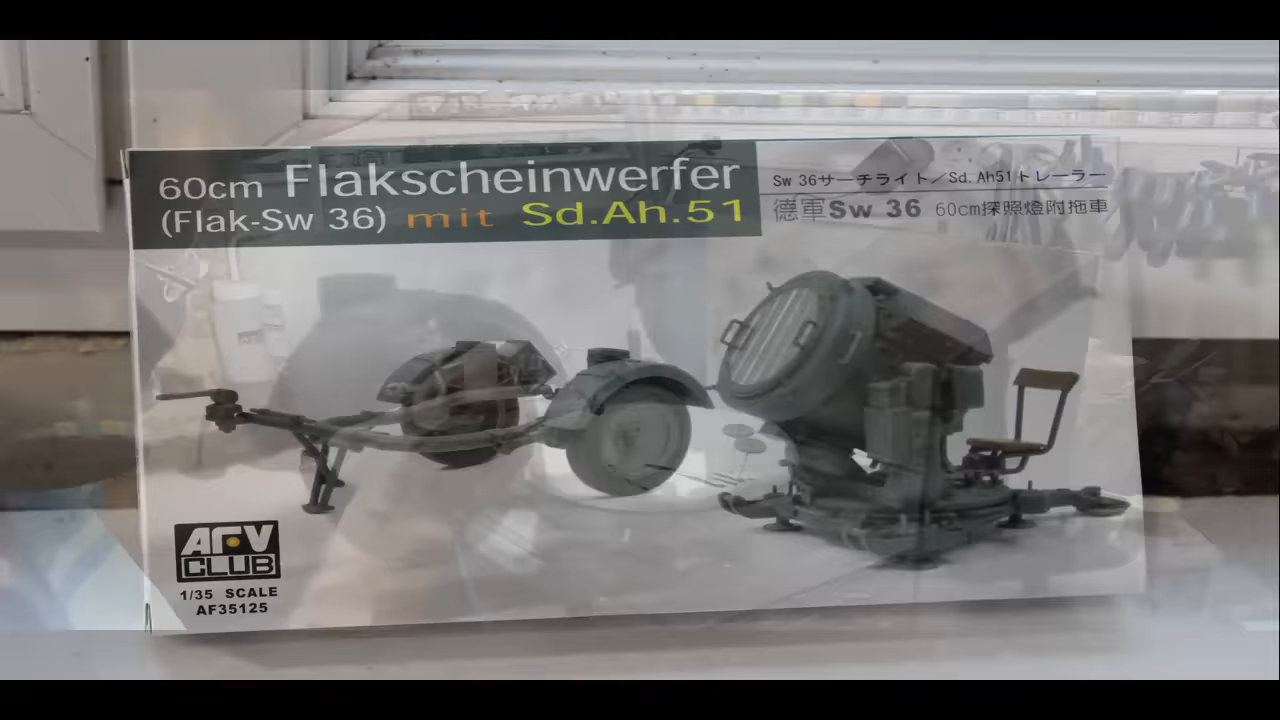 60cm Flakscheinwerfer
(Flak-Sw 36) mit Sd.Ah.51
Sw 36サーチライト/Sd.Ah51トレーラー
德軍Sw 36 60cm探照燈附拖車
AFV
CLUB
1/35 SCALE
AF35125